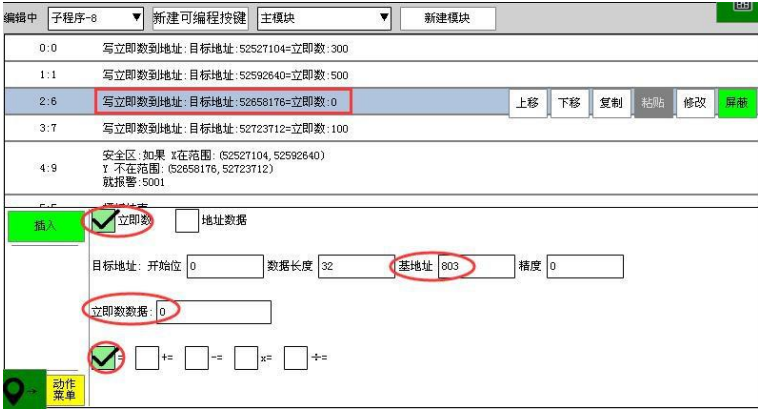 编辑中 子程序-8 ▼ 新建可编程按键 主模块 ▼ 新建模块
0:0 写立即数到地址:目标地址:52527104=立即数:300
1:1 写立即数到地址:目标地址:52592640=立即数:500
2:6 写立即数到地址:目标地址:52658176=立即数:0 上移 下移 复制 粘贴 修改 屏蔽
3:7 写立即数到地址:目标地址:52723712=立即数:100
4:9 安全区:如果 X在范围:(52527104,52592640)
Y 不在范围:(52658176,52723712)
就报警:5001
插入 立即数 地址数据
目标地址: 开始位 0 数据长度 32 基地址 803 精度 0
立即数数据: 0
= += -= x= ÷=
动作
菜单